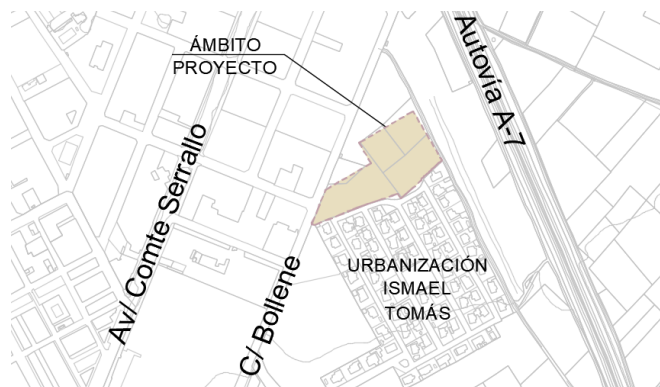 ÁMBITO
PROYECTO
Autovía A-7
Av/ Comte Serrallo
C/ Bollene
URBANIZACIÓN
ISMAEL
TOMÁS